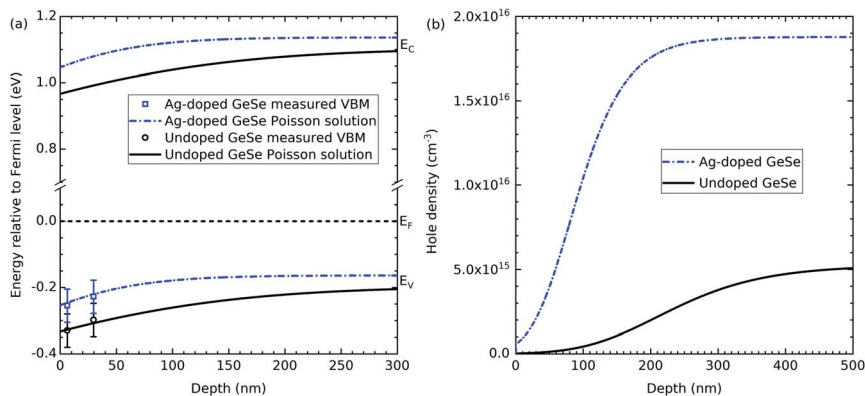 (a)
1.4
1.2
1.0
0.8
0.0
-0.2
-0.4
Energy relative to Fermi level (eV)
E_C
Ag-doped GeSe measured VBM
Ag-doped GeSe Poisson solution
Undoped GeSe measured VBM
Undoped GeSe Poisson solution
E_F
E_V
0 50 100 150 200 250 300
Depth (nm)
(b)
2.0x10^16
1.5x10^16
1.0x10^16
5.0x10^15
0.0
Hole density (cm^-3)
Ag-doped GeSe
Undoped GeSe
0 100 200 300 400 500
Depth (nm)